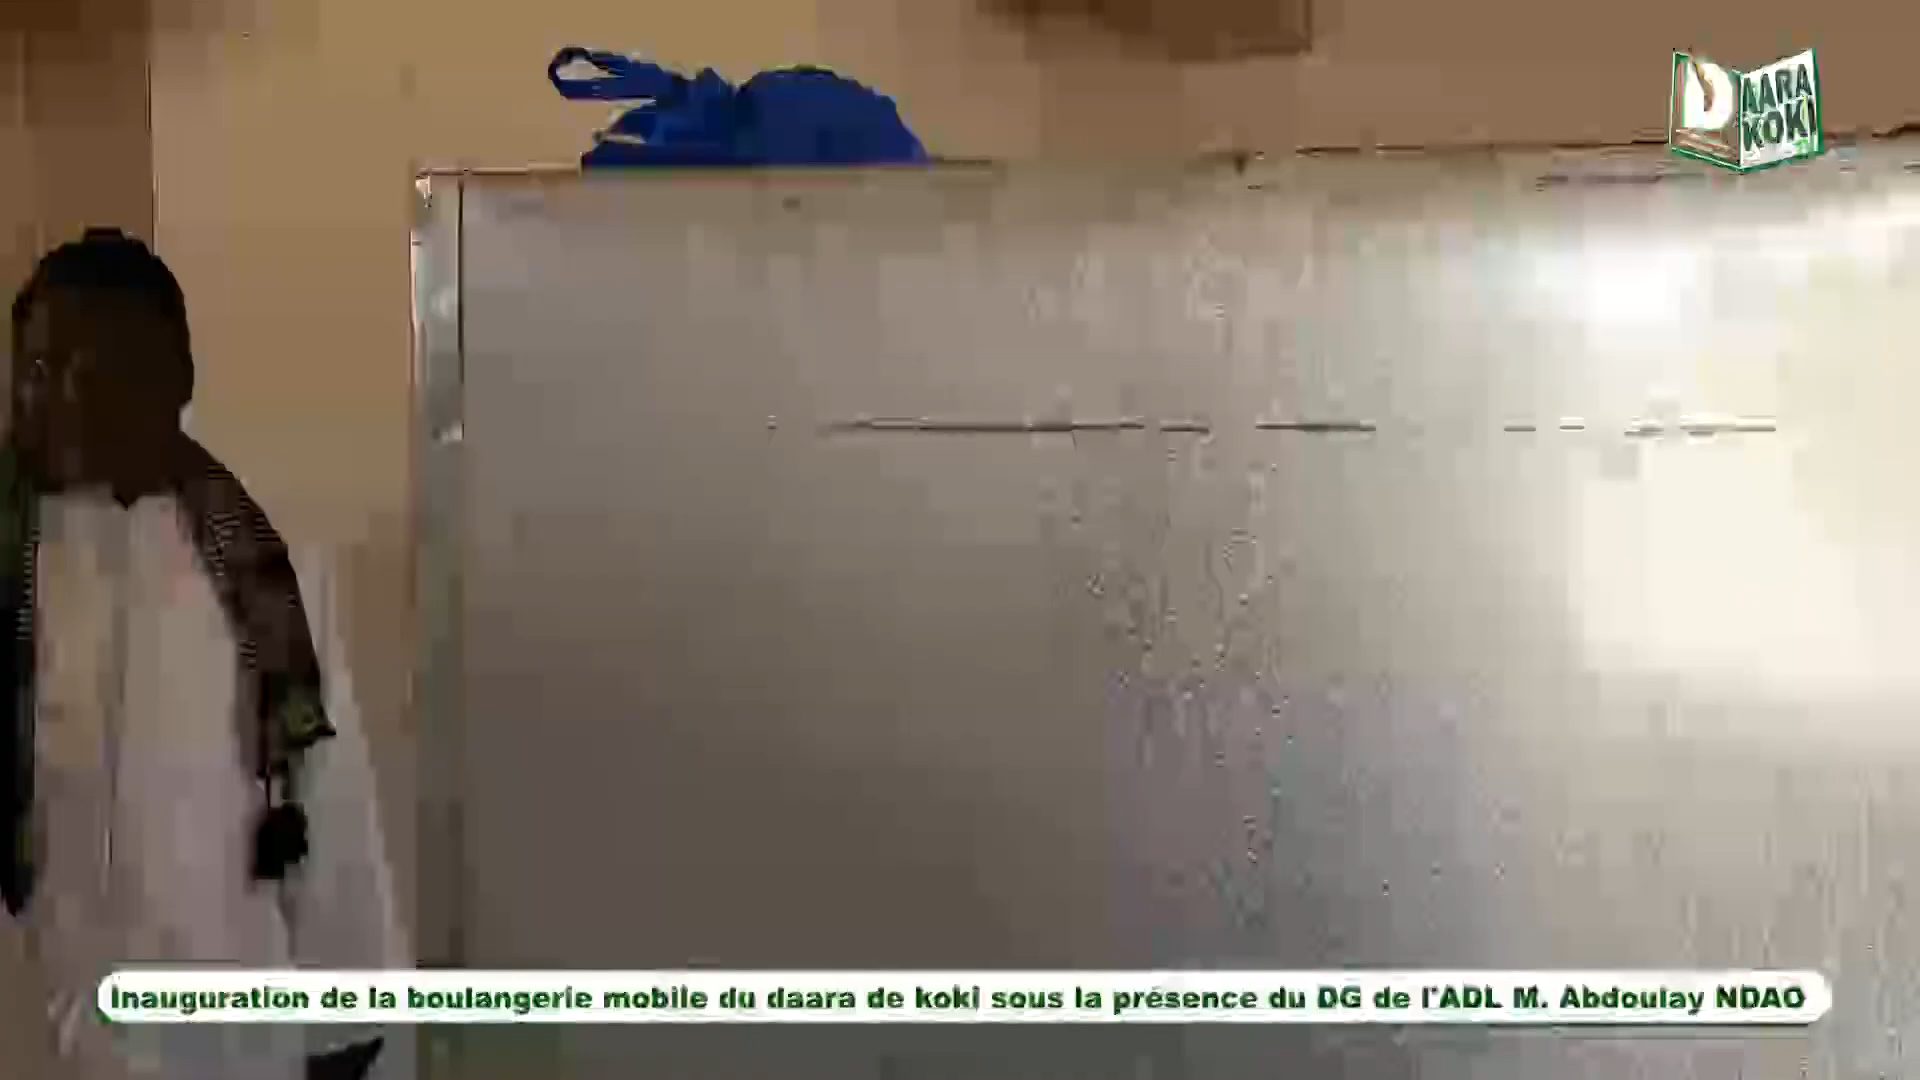 DAARA
KOKI
Inauguration de la boulangerie mobile du daara de koki sous la présence du DG de l'ADL M. Abdoulay NDAO